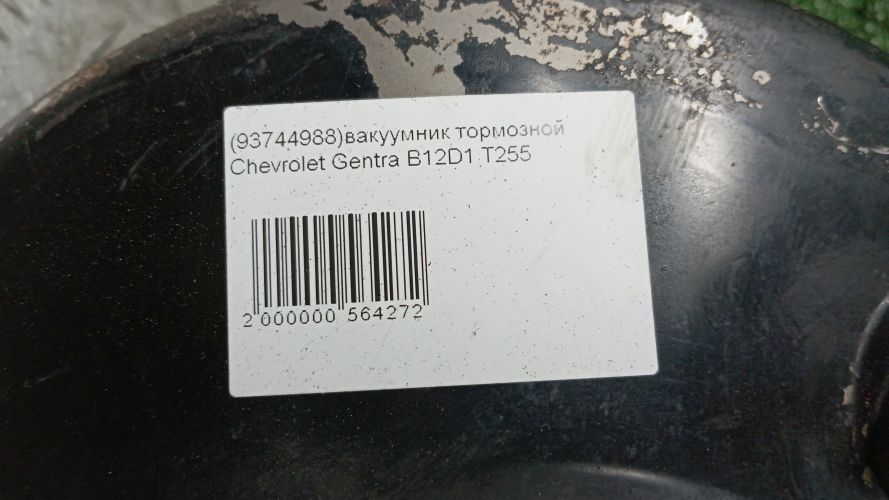 (93744988)вакуумник тормозной
Chevrolet Gentra B12D1 T255
2 000000 564272